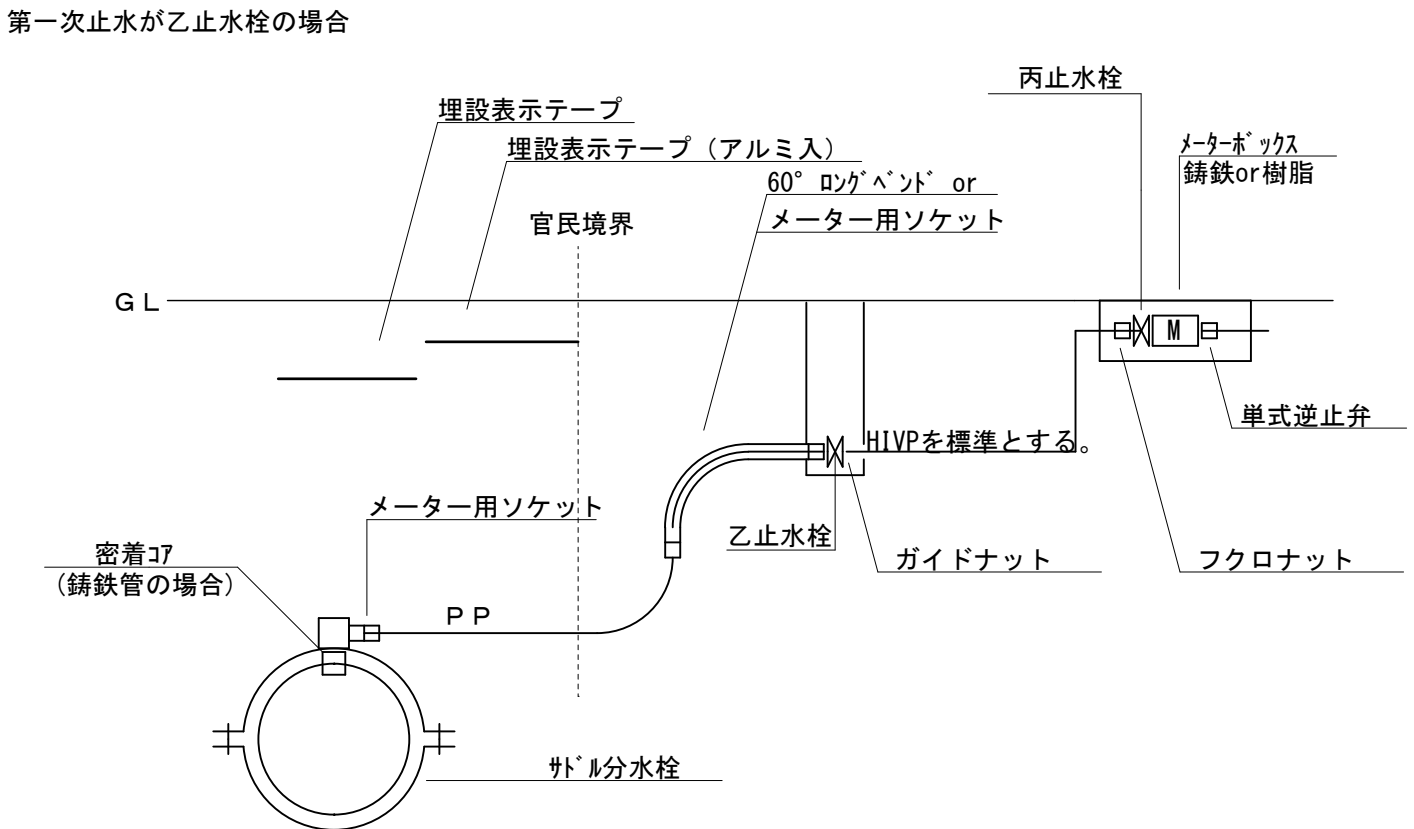 第一次止水が乙止水栓の場合
丙止水栓
埋設表示テープ
埋設表示テープ（アルミ入）
ﾒｰﾀｰﾎﾞｯｸｽ
鋳鉄or樹脂
60°ﾛﾝｸﾞﾍﾞﾝﾄﾞ or
メーター用ソケット
官民境界
ＧＬ
M
単式逆止弁
HIVPを標準とする。
メーター用ソケット
乙止水栓
ガイドナット
フクロナット
密着ｺｱ
(鋳鉄管の場合)
ＰＰ
ｻﾄﾞﾙ分水栓